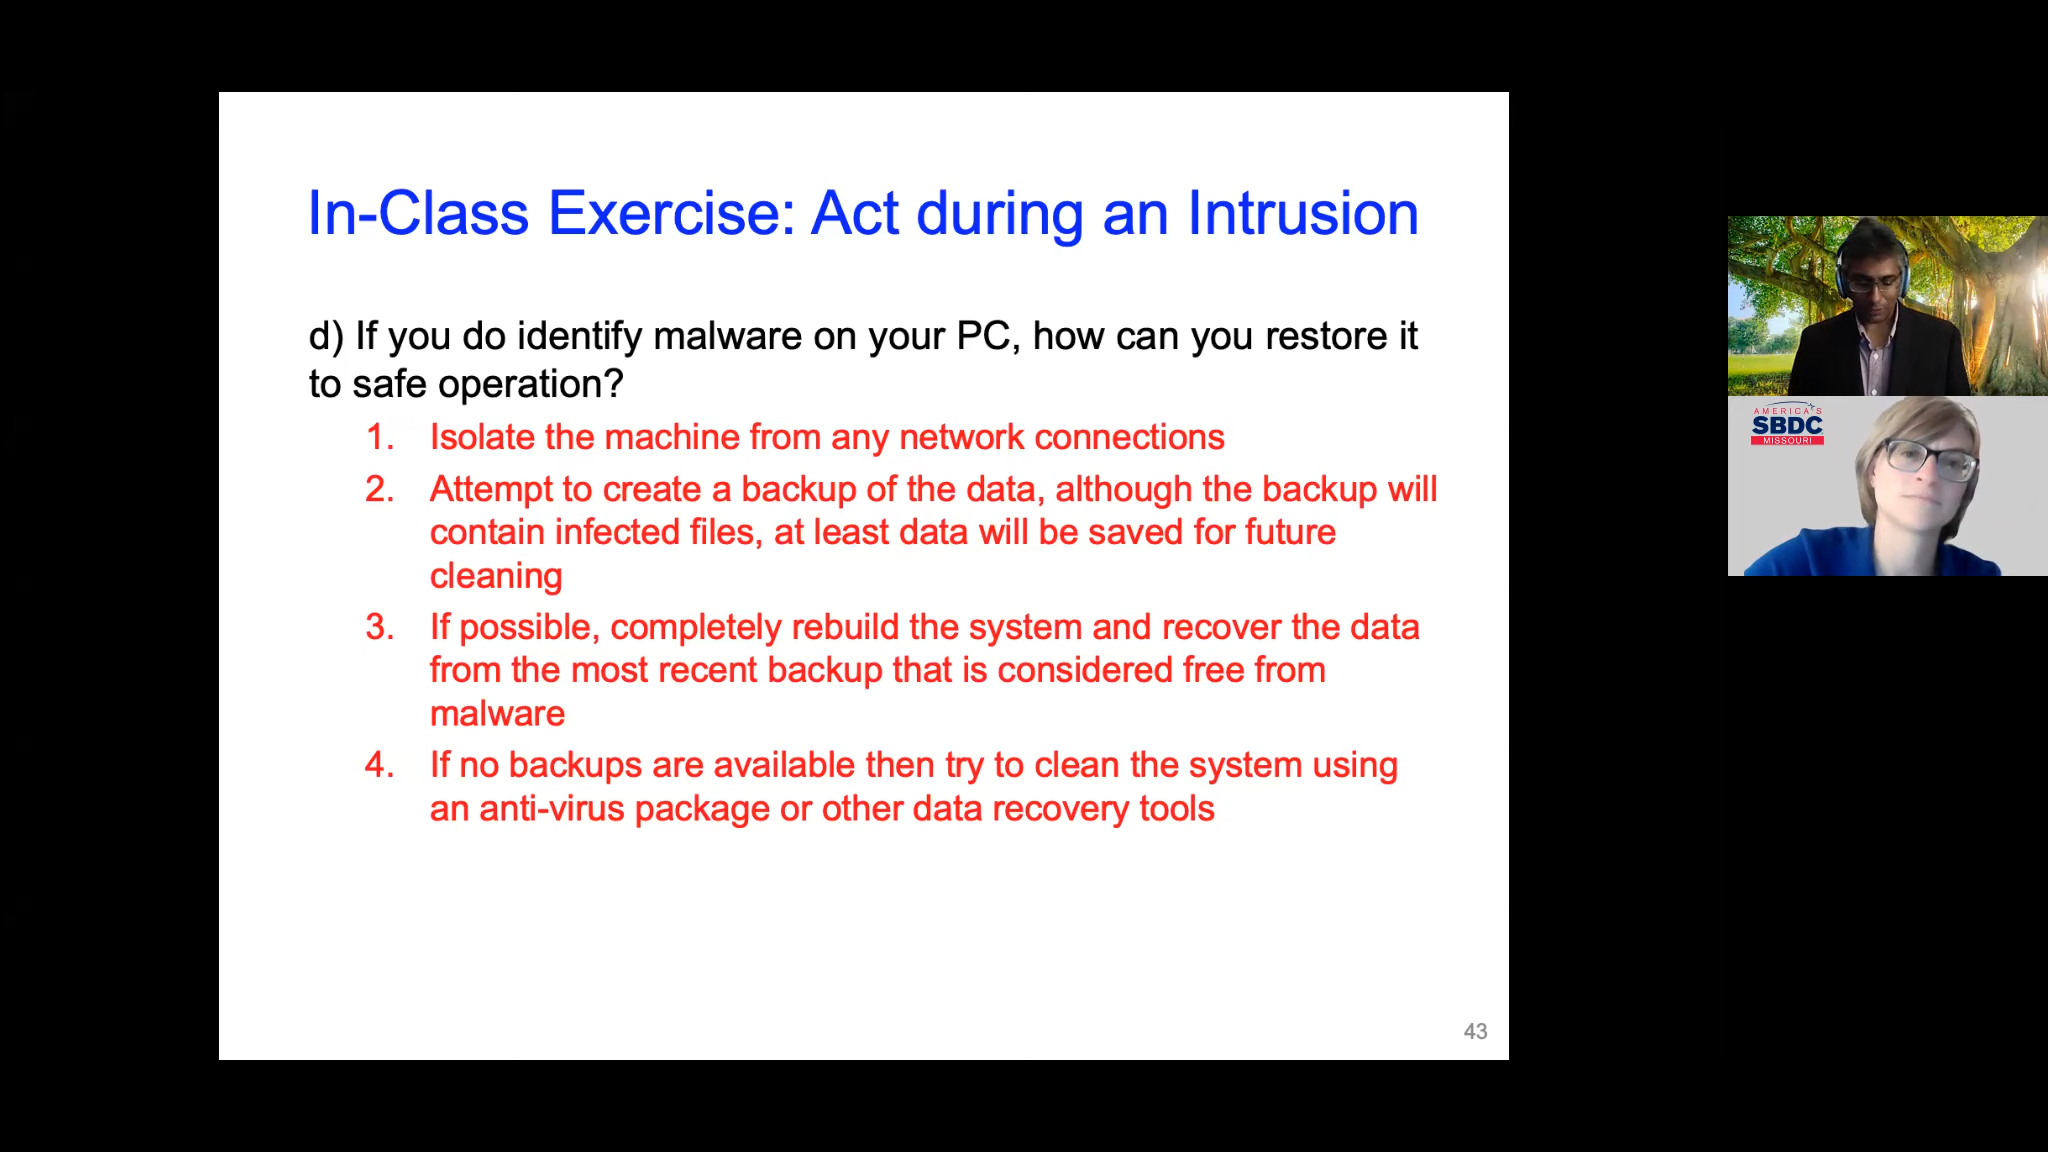 In-Class Exercise: Act during an Intrusion
d) If you do identify malware on your PC, how can you restore it
to safe operation?
1. Isolate the machine from any network connections
2. Attempt to create a backup of the data, although the backup will
contain infected files, at least data will be saved for future
cleaning
3. If possible, completely rebuild the system and recover the data
from the most recent backup that is considered free from
malware
4. If no backups are available then try to clean the system using
an anti-virus package or other data recovery tools
43
AMERICA'S
SBDC
MISSOURI